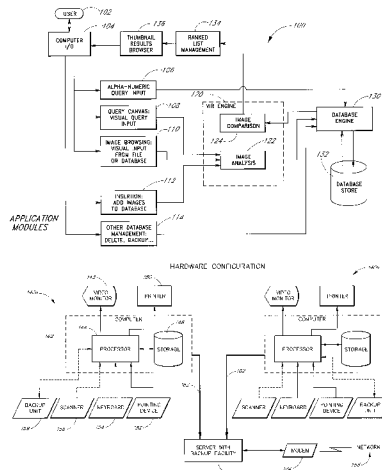 USER
102
104
COMPUTER
I/O
136
THUMBNAIL
RESULTS
BROWSER
134
RANKED
LIST
MANAGEMENT
100
106
ALPHA-NUMERIC
QUERY INPUT
108
QUERY CANVAS:
VISUAL QUERY
INPUT
110
IMAGE BROWSING:
VISUAL INPUT
FROM FILE
OR DATABASE
120
VIR ENGINE
IMAGE
COMPARISON
124
122
IMAGE
ANALYSIS
130
DATABASE
ENGINE
132
DATABASE
STORE
112
INSERTION:
ADD IMAGES
TO DATABASE
114
OTHER DATABASE
MANAGEMENT:
DELETE, BACKUP...
APPLICATION
MODULES
HARDWARE CONFIGURATION
VIDEO
MONITOR
PRINTER
COMPUTER
PROCESSOR
STORAGE
BACKUP
UNIT
SCANNER
KEYBOARD
POINTING
DEVICE
VIDEO
MONITOR
PRINTER
COMPUTER
PROCESSOR
STORAGE
SCANNER
KEYBOARD
POINTING
DEVICE
BACKUP
UNIT
SERVER WITH
BACKUP FACILITY
MODEM
NETWORK